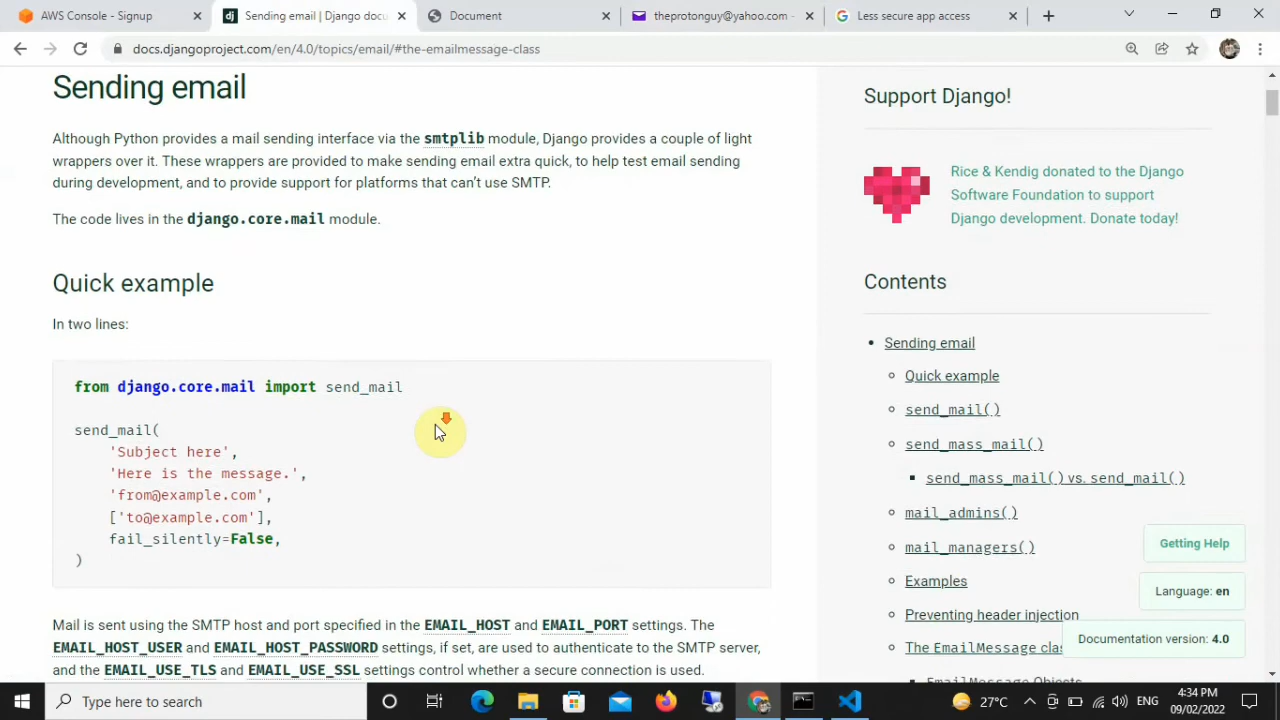 AWS Console - Signup
Sending email | Django docu
Document
theprotonguy@yahoo.com -
Less secure app access
docs.djangoproject.com/en/4.0/topics/email/#the-emailmessage-class
Sending email
Although Python provides a mail sending interface via the smtplib module, Django provides a couple of light
wrappers over it. These wrappers are provided to make sending email extra quick, to help test email sending
during development, and to provide support for platforms that can’t use SMTP.
The code lives in the django.core.mail module.
Quick example
In two lines:
from django.core.mail import send_mail
send_mail(
'Subject here',
'Here is the message.',
'from@example.com',
['to@example.com'],
fail_silently=False,
)
Mail is sent using the SMTP host and port specified in the EMAIL_HOST and EMAIL_PORT settings. The
EMAIL_HOST_USER and EMAIL_HOST_PASSWORD settings, if set, are used to authenticate to the SMTP server,
and the EMAIL_USE_TLS and EMAIL_USE_SSL settings control whether a secure connection is used.
Support Django!
Rice & Kendig donated to the Django
Software Foundation to support
Django development. Donate today!
Contents
Sending email
Quick example
send_mail()
send_mass_mail()
send_mass_mail() vs. send_mail()
mail_admins()
mail_managers()
Examples
Preventing header injection
The EmailMessage clas
EmailMessage Objects
Getting Help
Language: en
Documentation version: 4.0
Type here to search
27°C
ENG
4:34 PM
09/02/2022